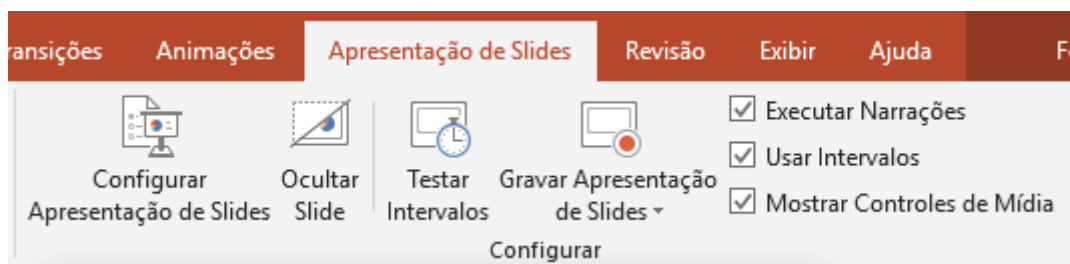 ransições Animações Apresentação de Slides Revisão Exibir Ajuda F
Configurar Apresentação de Slides
Ocultar Slide
Testar Intervalos
Gravar Apresentação de Slides
Executar Narrações
Usar Intervalos
Mostrar Controles de Mídia
Configurar